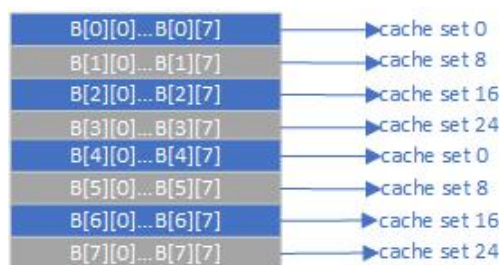 B[0][0]...B[0][7] cache set 0
B[1][0]...B[1][7] cache set 8
B[2][0]...B[2][7] cache set 16
B[3][0]...B[3][7] cache set 24
B[4][0]...B[4][7] cache set 0
B[5][0]...B[5][7] cache set 8
B[6][0]...B[6][7] cache set 16
B[7][0]...B[7][7] cache set 24